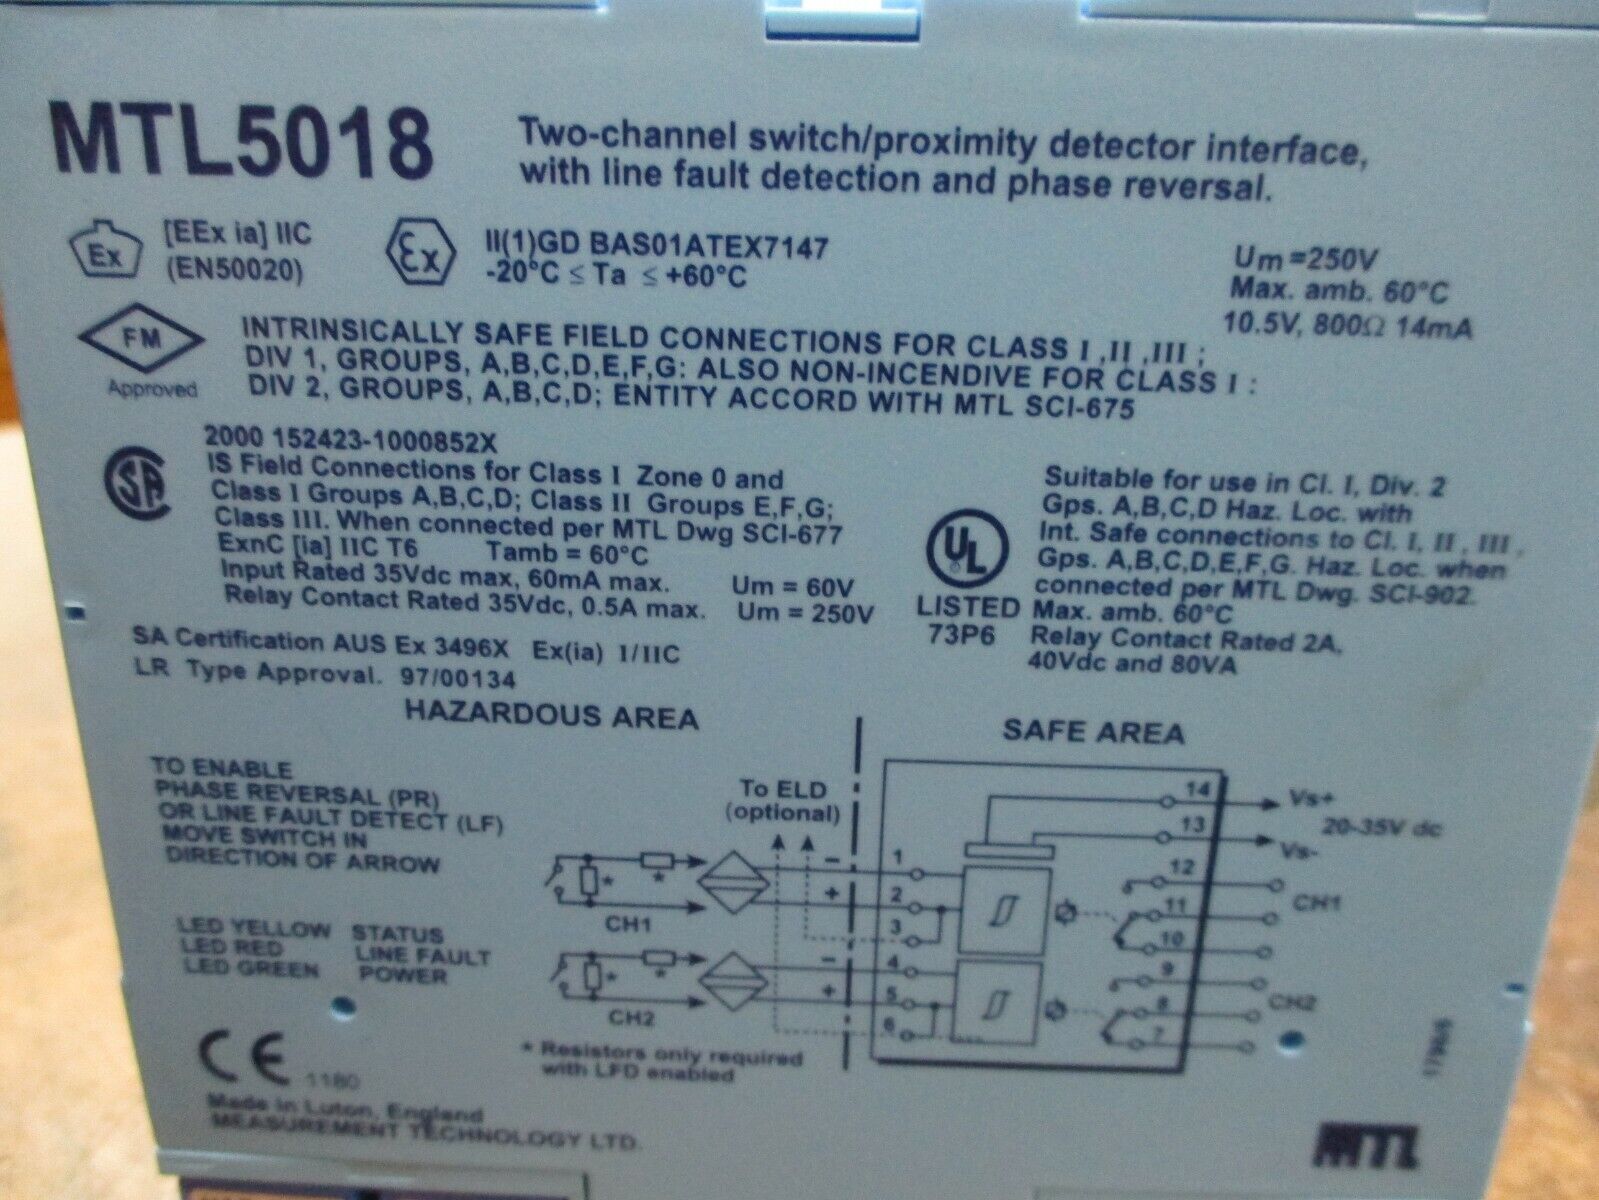 MTL5018
Two-channel switch/proximity detector interface,
with line fault detection and phase reversal.
Ex
[EEx ia] IIC
(EN50020)
Ex
II(1)GD BAS01ATEX7147
-20°C ≤ Ta ≤ +60°C
Um=250V
Max. amb. 60°C
10.5V, 800Ω 14mA
FM
Approved
INTRINSICALLY SAFE FIELD CONNECTIONS FOR CLASS I ,II ,III ;
DIV 1, GROUPS, A,B,C,D,E,F,G: ALSO NON-INCENDIVE FOR CLASS I :
DIV 2, GROUPS, A,B,C,D; ENTITY ACCORD WITH MTL SCI-675
2000 152423-1000852X
SA
IS Field Connections for Class I Zone 0 and
Class I Groups A,B,C,D; Class II Groups E,F,G;
Class III. When connected per MTL Dwg SCI-677
ExnC [ia] IIC T6 Tamb = 60°C
Input Rated 35Vdc max, 60mA max. Um = 60V
Relay Contact Rated 35Vdc, 0.5A max. Um = 250V
UL
LISTED
73P6
Suitable for use in Cl. I, Div. 2
Gps. A,B,C,D Haz. Loc. with
Int. Safe connections to Cl. I, II , III ,
Gps. A,B,C,D,E,F,G. Haz. Loc. when
connected per MTL Dwg. SCI-902.
Max. amb. 60°C
Relay Contact Rated 2A,
40Vdc and 80VA
SA Certification AUS Ex 3496X Ex(ia) I/IIC
LR Type Approval. 97/00134
HAZARDOUS AREA
SAFE AREA
TO ENABLE
PHASE REVERSAL (PR)
OR LINE FAULT DETECT (LF)
MOVE SWITCH IN
DIRECTION OF ARROW
LED YELLOW STATUS
LED RED LINE FAULT
LED GREEN POWER
To ELD
(optional)
14
Vs+
20-35V dc
13
Vs-
1
−
2
+
3
*
*
CH1
12
11
10
CH1
4
−
5
+
6
*
*
CH2
9
8
7
CH2
* Resistors only required
with LFD enabled
CE 1180
Made in Luton, England
MEASUREMENT TECHNOLOGY LTD.
MTL